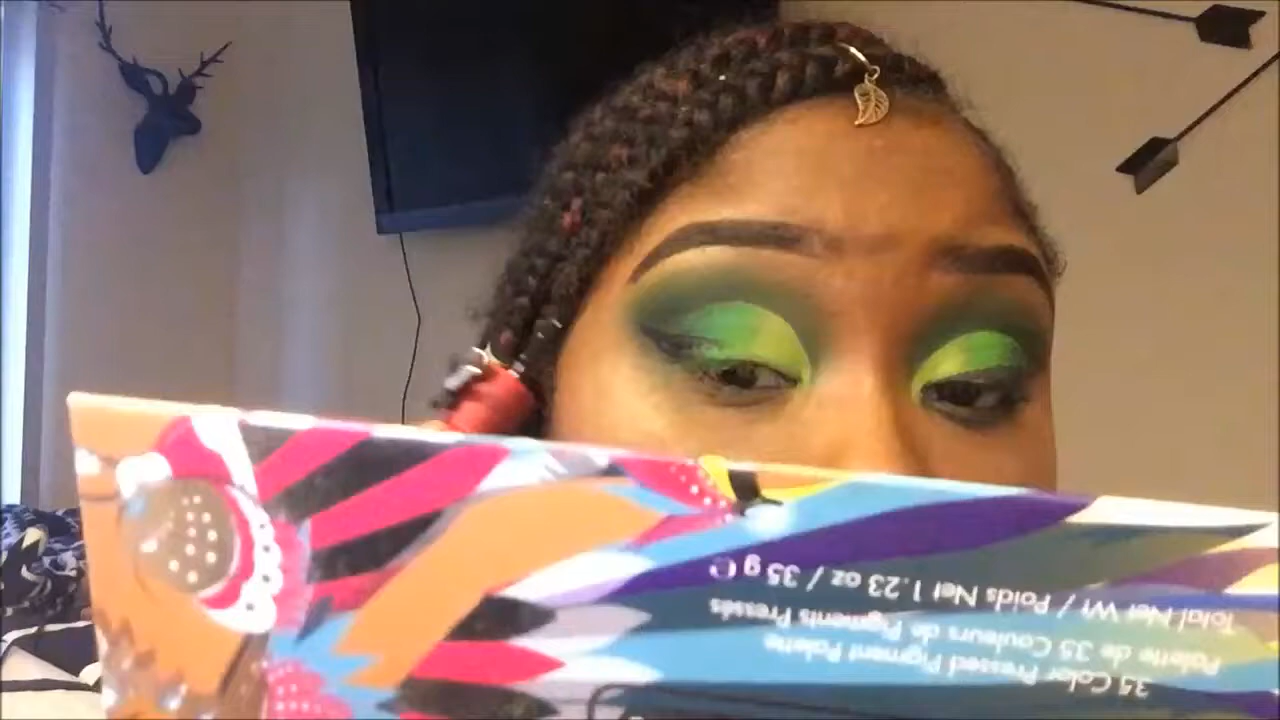 35 Color Pressed Pigment Palette
Palette de 35 Couleurs de Pigments Pressés
Total Net Wt / Poids Net 1.23 oz / 35 g ℮